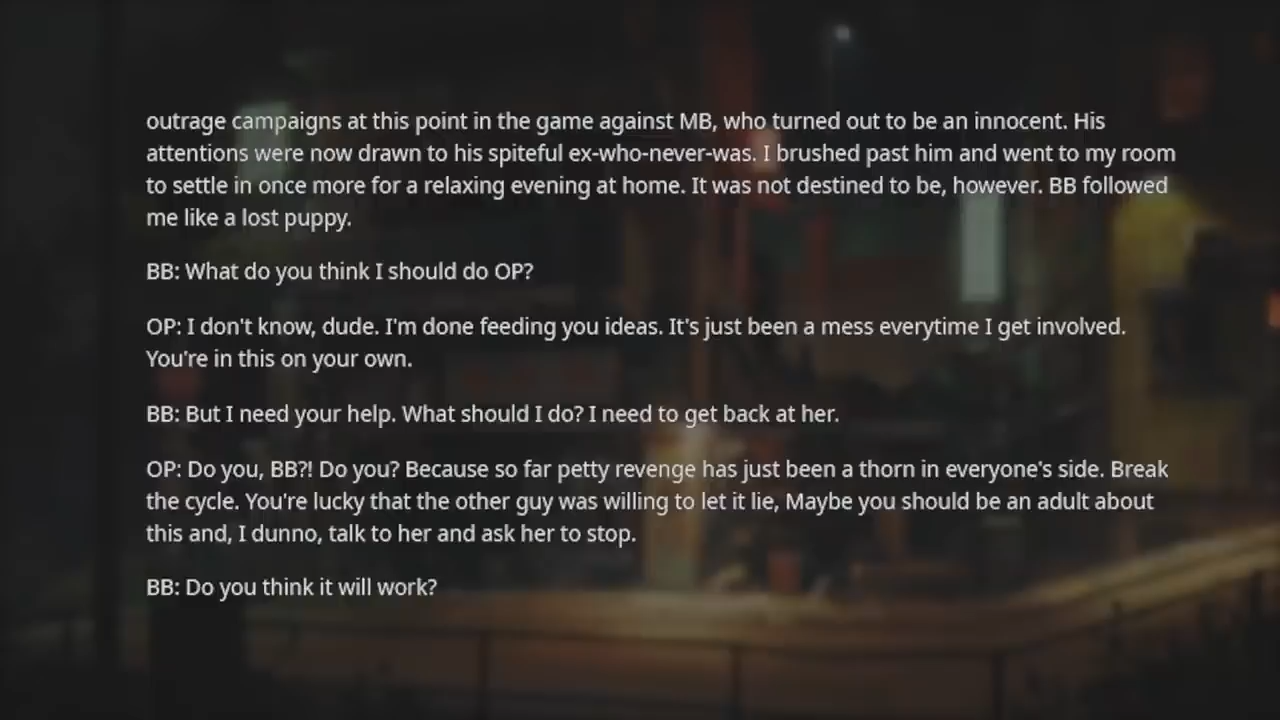 outrage campaigns at this point in the game against MB, who turned out to be an innocent. His
attentions were now drawn to his spiteful ex-who-never-was. I brushed past him and went to my room
to settle in once more for a relaxing evening at home. It was not destined to be, however. BB followed
me like a lost puppy.
BB: What do you think I should do OP?
OP: I don't know, dude. I'm done feeding you ideas. It's just been a mess everytime I get involved.
You're in this on your own.
BB: But I need your help. What should I do? I need to get back at her.
OP: Do you, BB?! Do you? Because so far petty revenge has just been a thorn in everyone's side. Break
the cycle. You're lucky that the other guy was willing to let it lie, Maybe you should be an adult about
this and, I dunno, talk to her and ask her to stop.
BB: Do you think it will work?